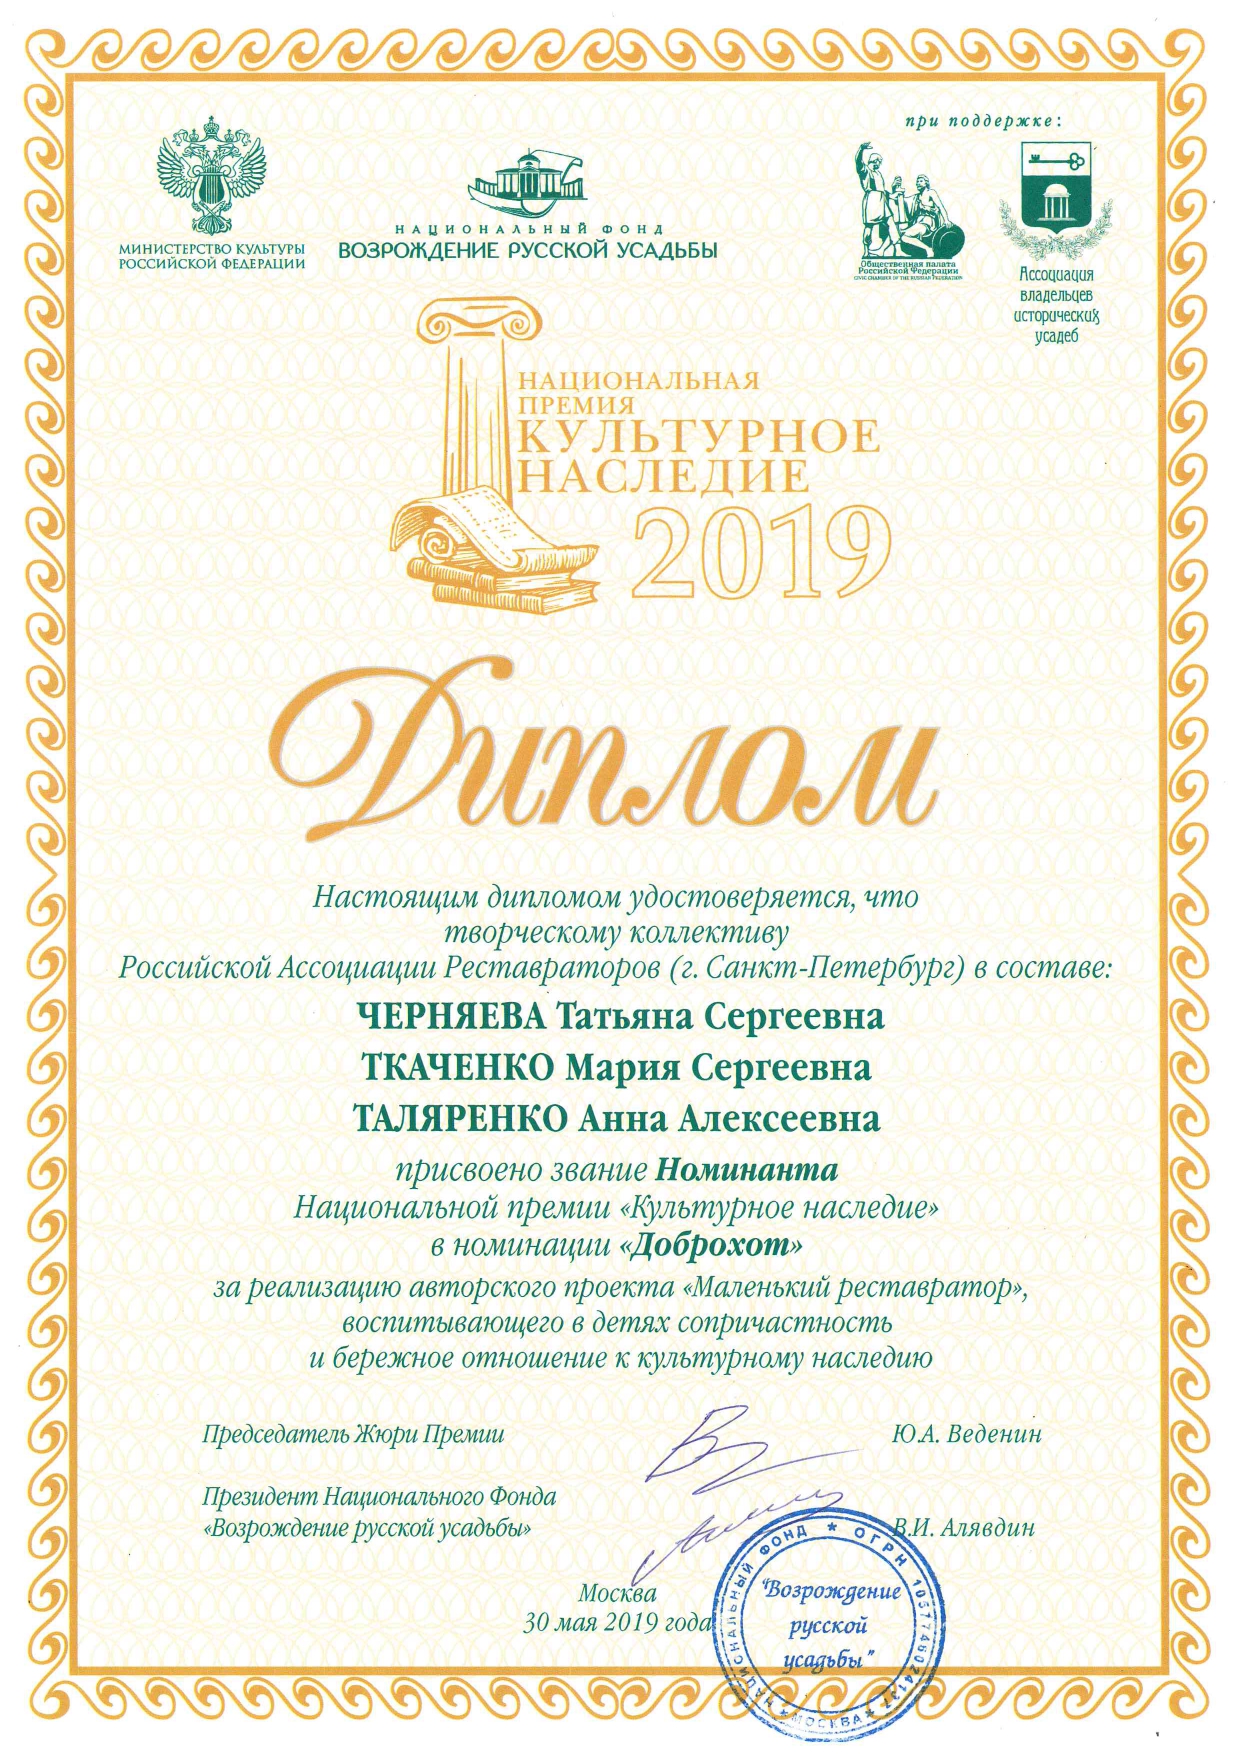 при поддержке:
МИНИСТЕРСТВО КУЛЬТУРЫ
РОССИЙСКОЙ ФЕДЕРАЦИИ
НАЦИОНАЛЬНЫЙ ФОНД
ВОЗРОЖДЕНИЕ РУССКОЙ УСАДЬБЫ
Общественная палата
Российской Федерации
CIVIC CHAMBER OF THE RUSSIAN FEDERATION
Ассоциация
владельцев
исторических
усадеб
НАЦИОНАЛЬНАЯ
ПРЕМИЯ
КУЛЬТУРНОЕ
НАСЛЕДИЕ
2019
Диплом
Настоящим дипломом удостоверяется, что
творческому коллективу
Российской Ассоциации Реставраторов (г. Санкт-Петербург) в составе:
ЧЕРНЯЕВА Татьяна Сергеевна
ТКАЧЕНКО Мария Сергеевна
ТАЛЯРЕНКО Анна Алексеевна
присвоено звание Номинанта
Национальной премии «Культурное наследие»
в номинации «Доброхот»
за реализацию авторского проекта «Маленький реставратор»,
воспитывающего в детях сопричастность
и бережное отношение к культурному наследию
Председатель Жюри Премии Ю.А. Веденин
Президент Национального Фонда
«Возрождение русской усадьбы» В.И. Алявдин
Москва
30 мая 2019 года
НАЦИОНАЛЬНЫЙ ФОНД * ОГРН 1057746024137 * МОСКВА *
"Возрождение
русской
усадьбы"